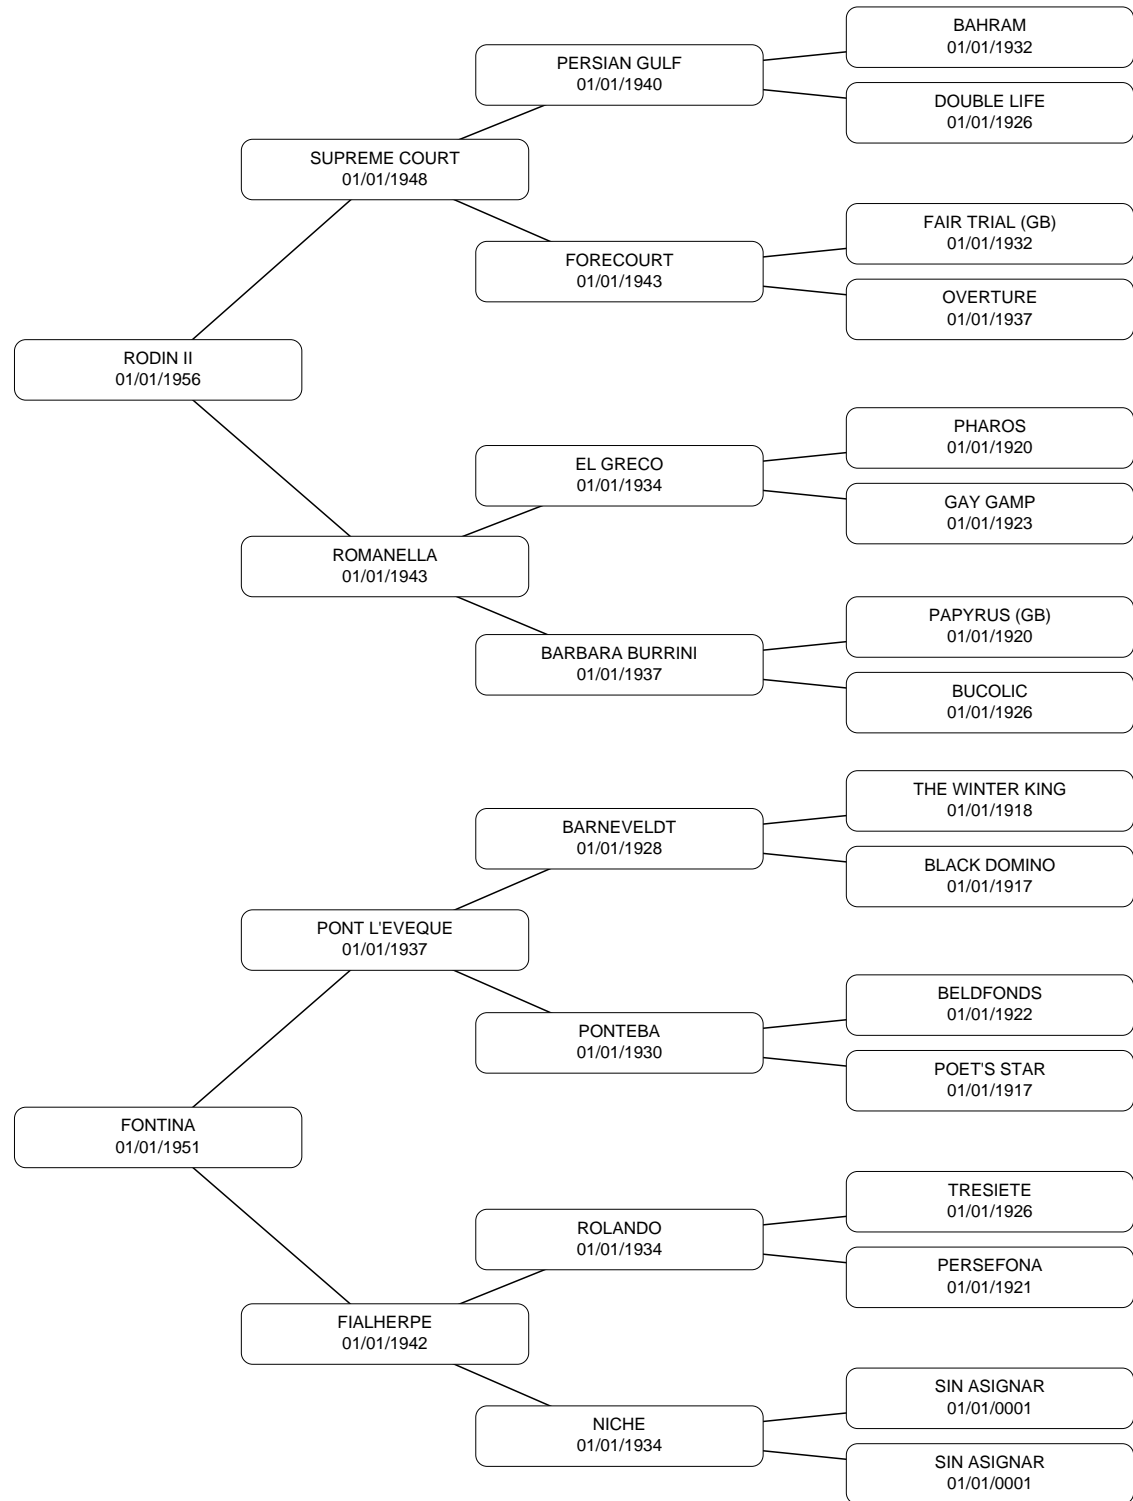 BAHRAM
01/01/1932
PERSIAN GULF
01/01/1940
DOUBLE LIFE
01/01/1926
SUPREME COURT
01/01/1948
FAIR TRIAL (GB)
01/01/1932
FORECOURT
01/01/1943
OVERTURE
01/01/1937
RODIN II
01/01/1956
PHAROS
01/01/1920
EL GRECO
01/01/1934
GAY GAMP
01/01/1923
ROMANELLA
01/01/1943
PAPYRUS (GB)
01/01/1920
BARBARA BURRINI
01/01/1937
BUCOLIC
01/01/1926
THE WINTER KING
01/01/1918
BARNEVELDT
01/01/1928
BLACK DOMINO
01/01/1917
PONT L'EVEQUE
01/01/1937
BELDFONDS
01/01/1922
PONTEBA
01/01/1930
POET'S STAR
01/01/1917
FONTINA
01/01/1951
TRESIETE
01/01/1926
ROLANDO
01/01/1934
PERSEFONA
01/01/1921
FIALHERPE
01/01/1942
SIN ASIGNAR
01/01/0001
NICHE
01/01/1934
SIN ASIGNAR
01/01/0001